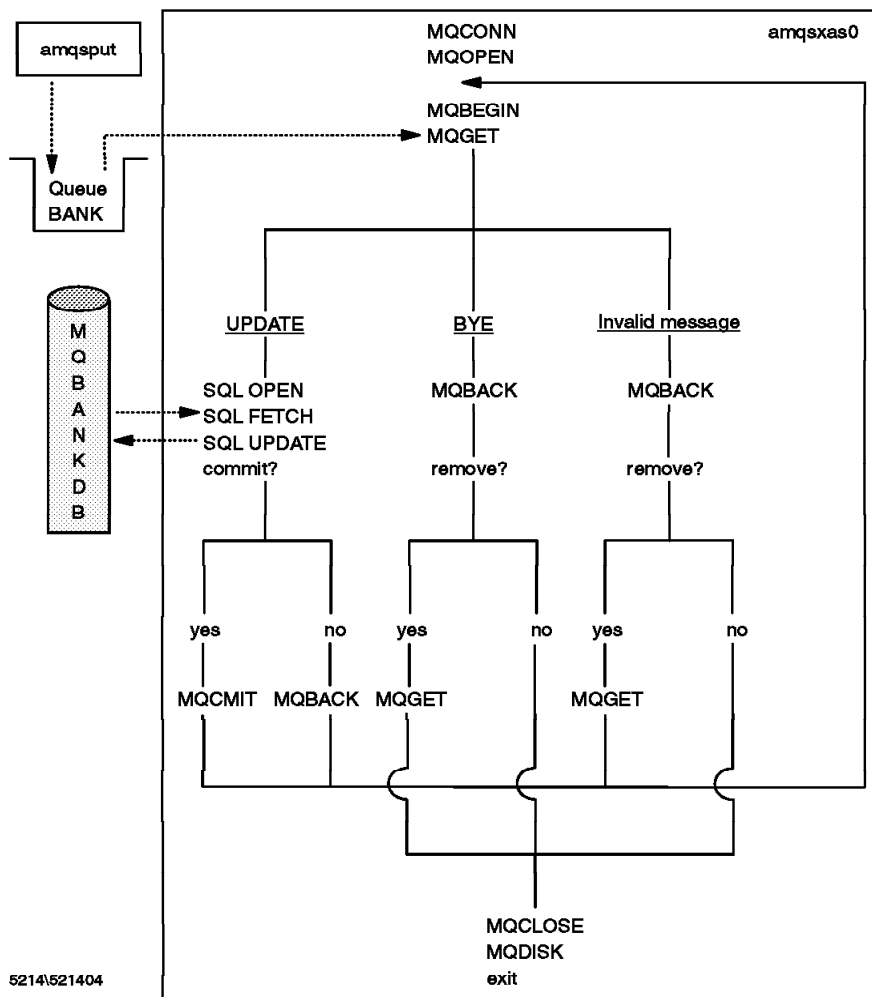 amqsput
MQCONN
MQOPEN
amqsxas0
MQBEGIN
MQGET
Queue
BANK
MQBANKDB
UPDATE
BYE
Invalid message
SQL OPEN
SQL FETCH
SQL UPDATE
commit?
MQBACK
remove?
MQBACK
remove?
yes
no
yes
no
yes
no
MQCMIT
MQBACK
MQGET
MQGET
MQCLOSE
MQDISK
exit
5214\521404